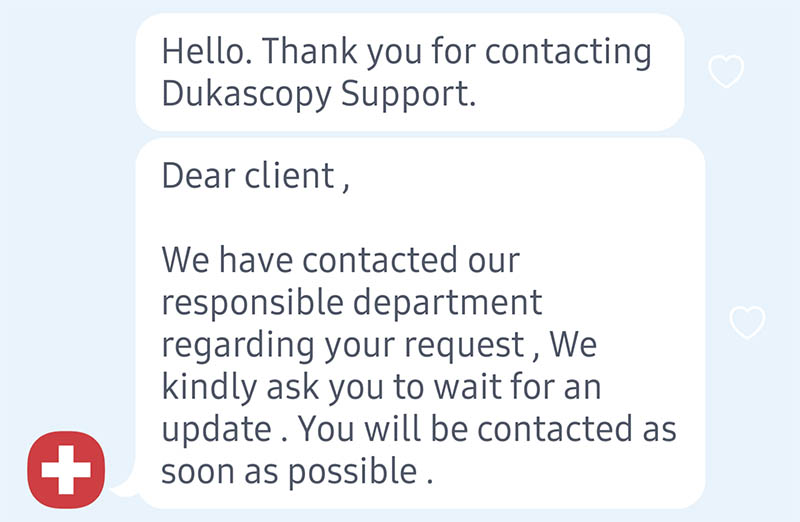 Hello. Thank you for contacting
Dukascopy Support.
Dear client ,
We have contacted our
responsible department
regarding your request , We
kindly ask you to wait for an
update . You will be contacted as
soon as possible .